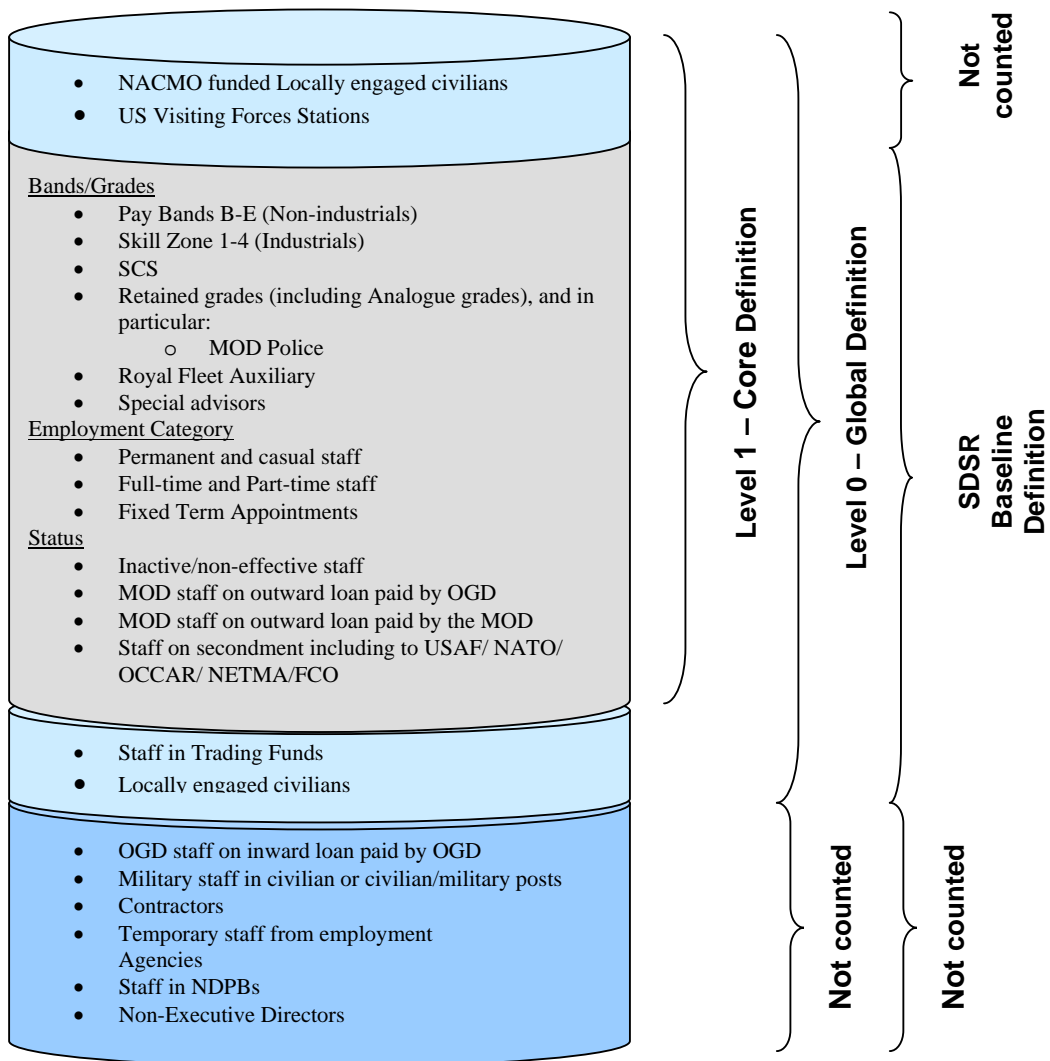 • NACMO funded Locally engaged civilians
• US Visiting Forces Stations
Bands/Grades
• Pay Bands B-E (Non-industrials)
• Skill Zone 1-4 (Industrials)
• SCS
• Retained grades (including Analogue grades), and in
particular:
o MOD Police
• Royal Fleet Auxiliary
• Special advisors
Employment Category
• Permanent and casual staff
• Full-time and Part-time staff
• Fixed Term Appointments
Status
• Inactive/non-effective staff
• MOD staff on outward loan paid by OGD
• MOD staff on outward loan paid by the MOD
• Staff on secondment including to USAF/ NATO/
OCCAR/ NETMA/FCO
• Staff in Trading Funds
• Locally engaged civilians
• OGD staff on inward loan paid by OGD
• Military staff in civilian or civilian/military posts
• Contractors
• Temporary staff from employment
Agencies
• Staff in NDPBs
• Non-Executive Directors
Level 1 – Core Definition
Level 0 – Global Definition
Not counted
Not
counted
SDSR
Baseline
Definition
Not counted